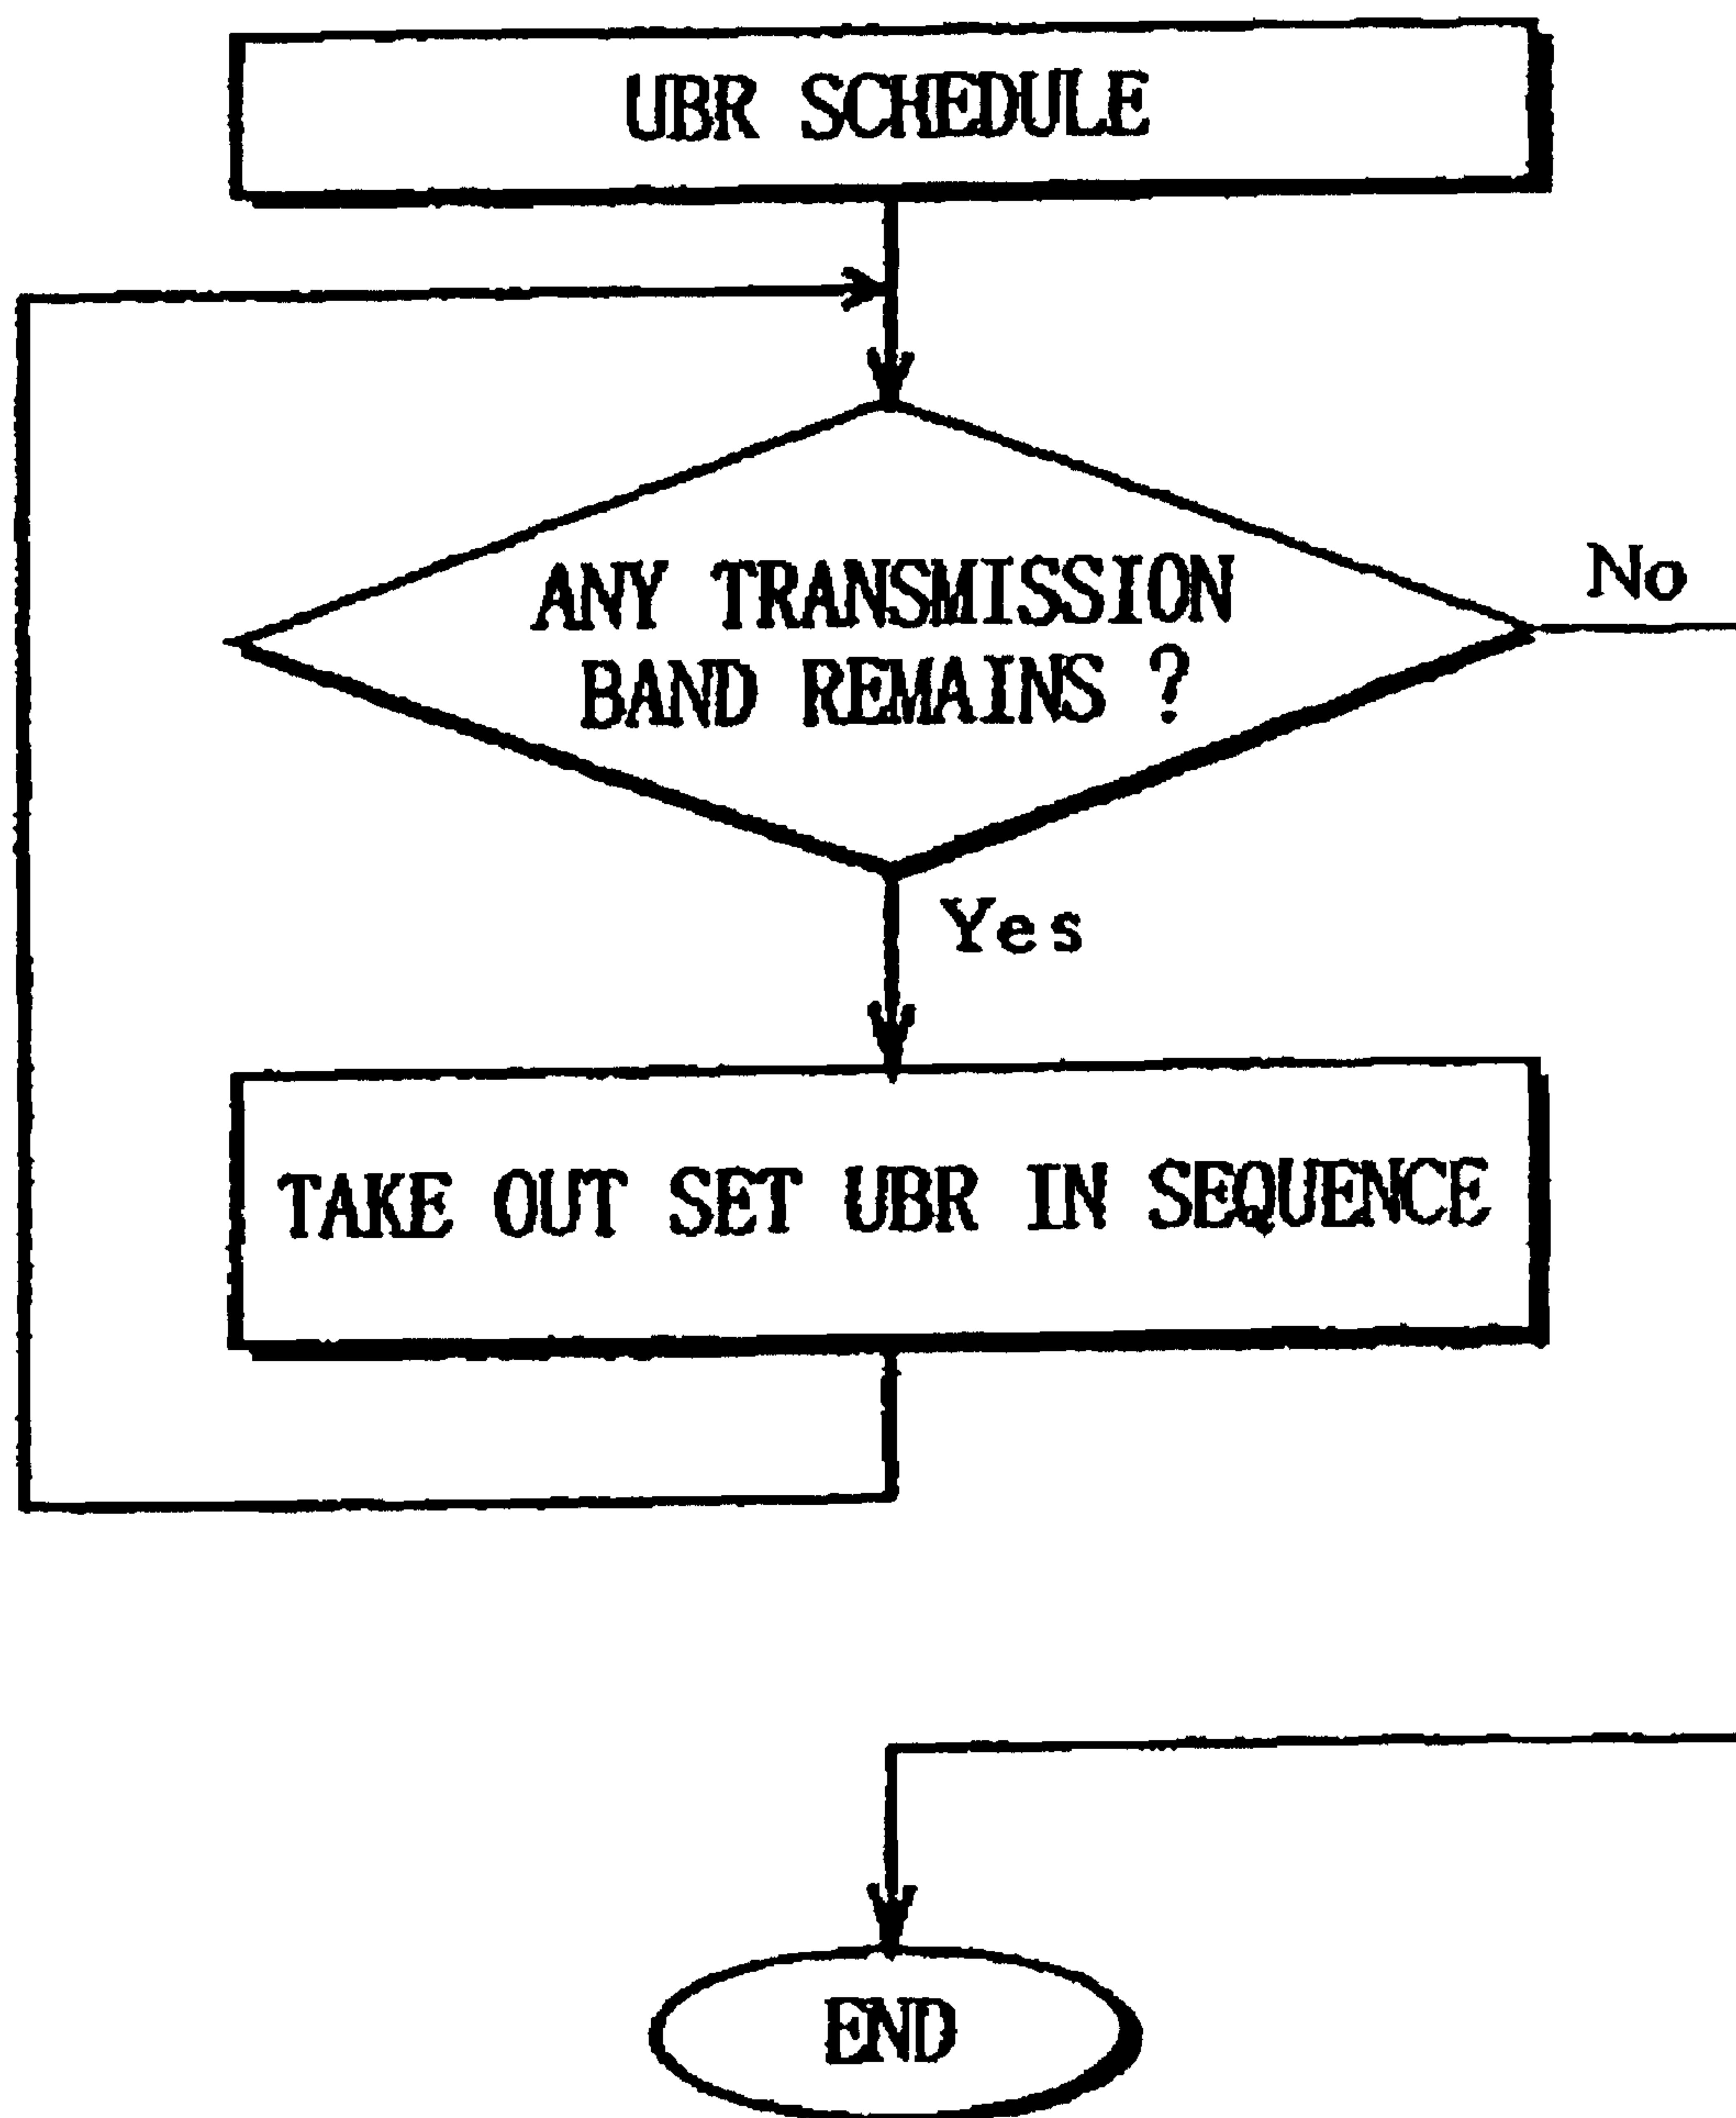 UBR SCHEDULE
ANY TRANSMISSION
BAND REMAINS ?
No
Yes
TAKE OUT SET UBR IN SEQUENCE
END